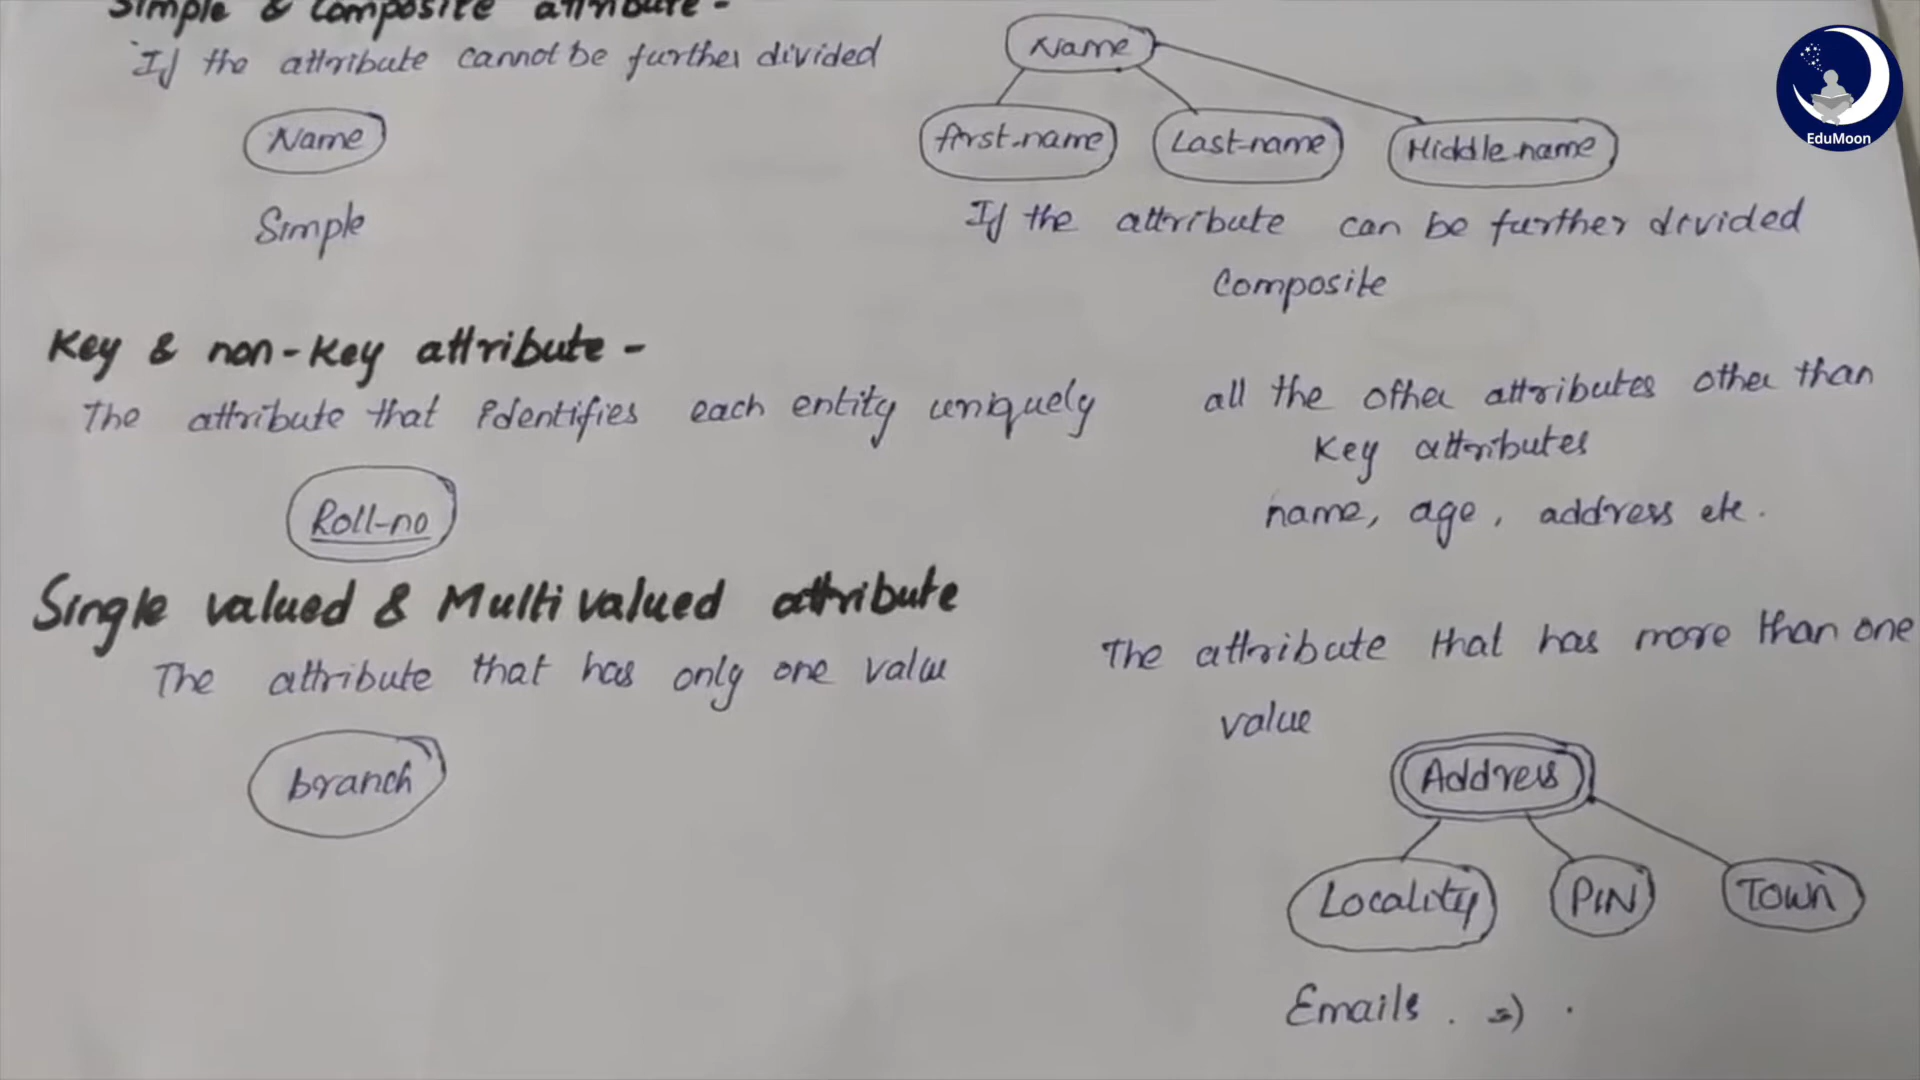 Simple & Composite attribute -
If the attribute cannot be further divided
Name
Simple
Name
first-name Last-name Middle-name
If the attribute can be further divided
Composite
EduMoon
Key & non-key attribute -
The attribute that identifies each entity uniquely
Roll-no
all the other attributes other than
key attributes
name, age, address etc.
Single valued & Multivalued attribute
The attribute that has only one value
branch
The attribute that has more than one
value
Address
Locality PIN Town
Emails.